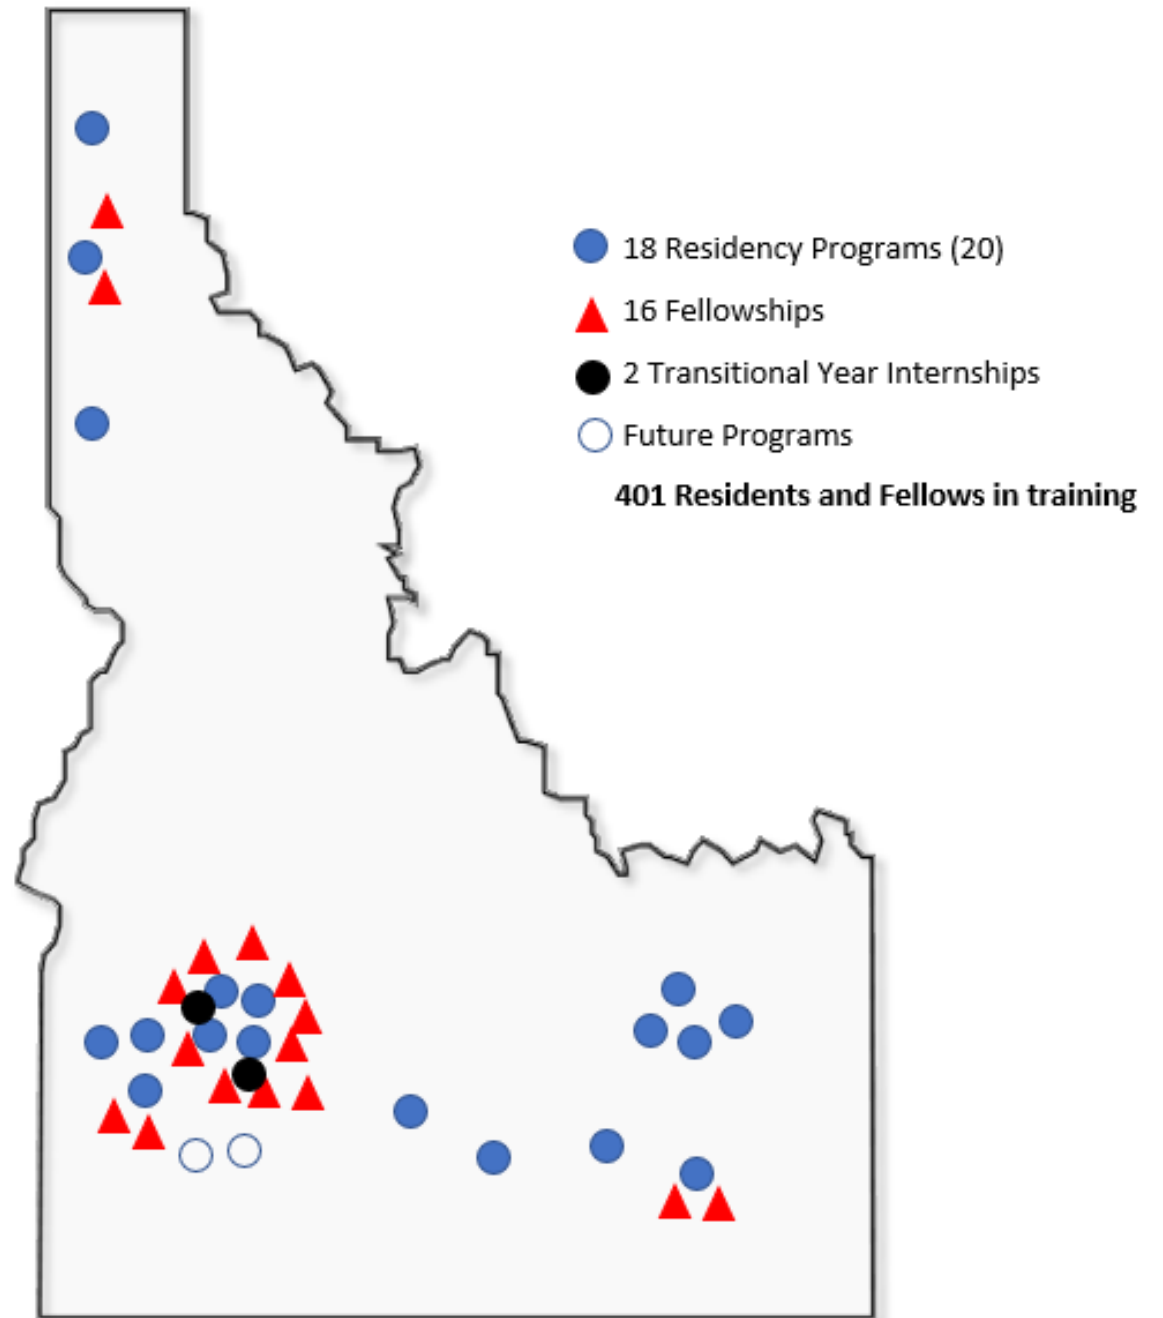 18 Residency Programs (20)
16 Fellowships
2 Transitional Year Internships
Future Programs
401 Residents and Fellows in training